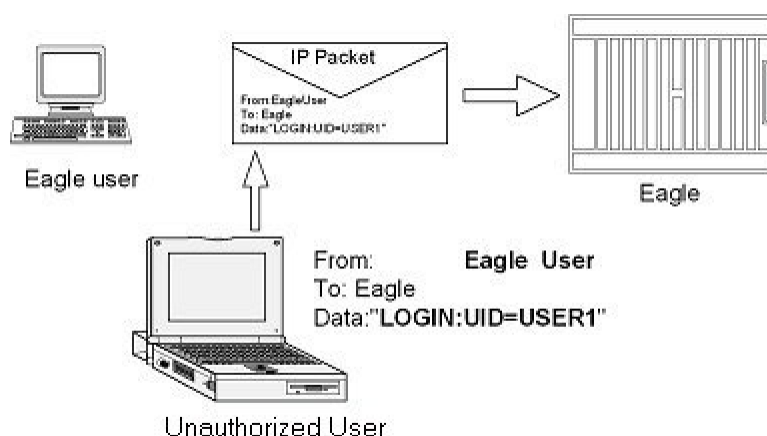 IP Packet
From:EagleUser
To: Eagle
Data:"LOGIN:UID=USER1"
Eagle user
Eagle
From: Eagle User
To: Eagle
Data:"LOGIN:UID=USER1"
Unauthorized User